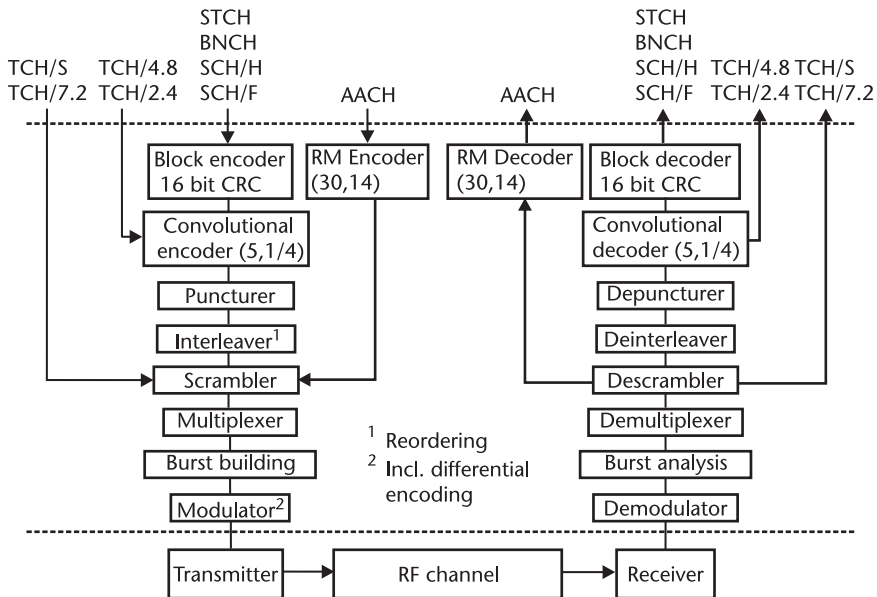 STCH
BNCH
SCH/H
SCH/F
TCH/S
TCH/7.2
TCH/4.8
TCH/2.4
AACH
AACH
STCH
BNCH
SCH/H
SCH/F
TCH/4.8
TCH/2.4
TCH/S
TCH/7.2
Block encoder
16 bit CRC
RM Encoder
(30,14)
RM Decoder
(30,14)
Block decoder
16 bit CRC
Convolutional
encoder (5,1/4)
Convolutional
decoder (5,1/4)
Puncturer
Depuncturer
Interleaver1
Deinterleaver
Scrambler
Descrambler
Multiplexer
Demultiplexer
1 Reordering
2 Incl. differential
encoding
Burst building
Burst analysis
Modulator2
Demodulator
Transmitter
RF channel
Receiver